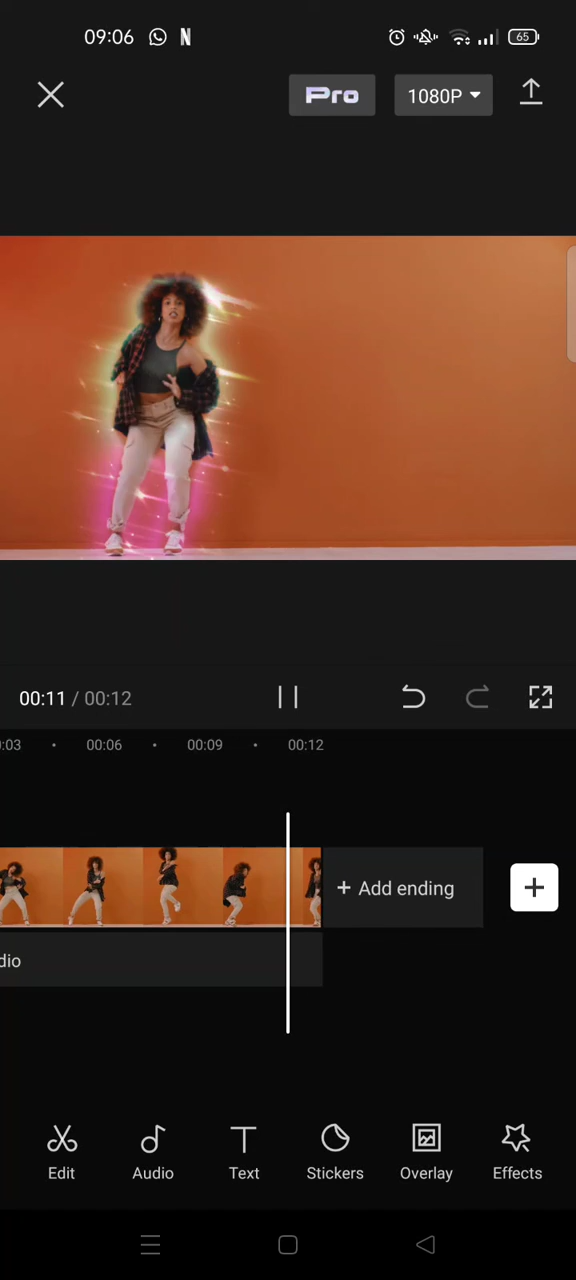 09:06 N 65
Pro 1080P
00:11 / 00:12
0:03 00:06 00:09 00:12
+ Add ending
dio
Edit Audio Text Stickers Overlay Effects